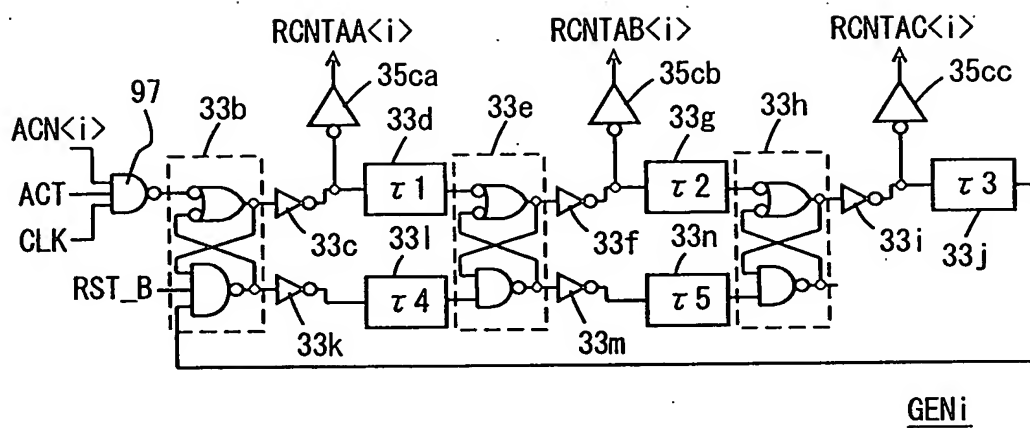 RCNTAA<i> RCNTAB<i> RCNTAC<i>
35ca 35cb 35cc
97 33b 33d 33e 33g 33h
ACN<i>
ACT τ1 τ2 τ3
CLK 33c 33l 33f 33n 33i 33j
RST_B τ4 τ5
33k 33m
GENi